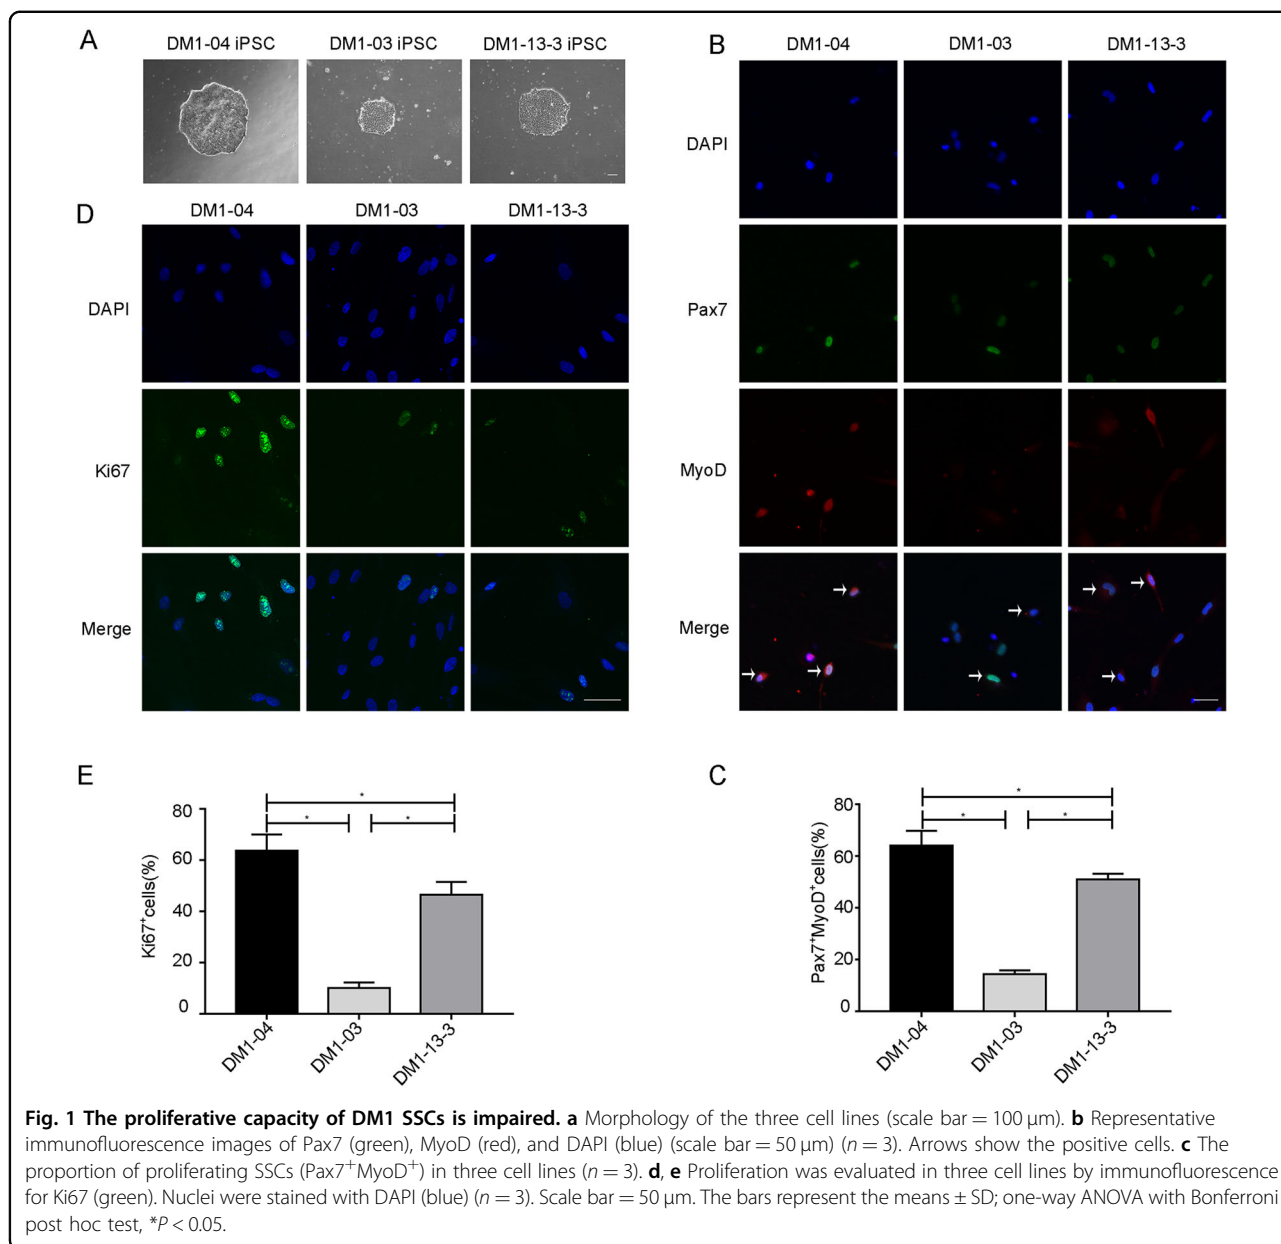 A
DM1-04 iPSC DM1-03 iPSC DM1-13-3 iPSC
B
DM1-04 DM1-03 DM1-13-3
DAPI
Pax7
MyoD
Merge
D
DM1-04 DM1-03 DM1-13-3
DAPI
Ki67
Merge
E
Ki67⁺cells(%)
80
60
40
20
0
* * *
DM1-04 DM1-03 DM1-13-3
C
Pax7⁺MyoD⁺cells(%)
80
60
40
20
0
* * *
DM1-04 DM1-03 DM1-13-3
Fig. 1 The proliferative capacity of DM1 SSCs is impaired. a Morphology of the three cell lines (scale bar = 100 µm). b Representative
immunofluorescence images of Pax7 (green), MyoD (red), and DAPI (blue) (scale bar = 50 µm) (n = 3). Arrows show the positive cells. c The
proportion of proliferating SSCs (Pax7⁺MyoD⁺) in three cell lines (n = 3). d, e Proliferation was evaluated in three cell lines by immunofluorescence
for Ki67 (green). Nuclei were stained with DAPI (blue) (n = 3). Scale bar = 50 µm. The bars represent the means ± SD; one-way ANOVA with Bonferroni
post hoc test, *P < 0.05.